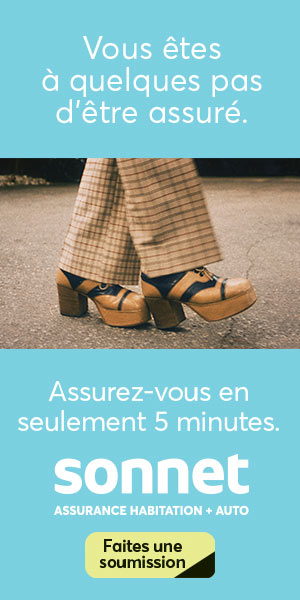 Vous êtes
à quelques pas
d'être assuré.
Assurez-vous en
seulement 5 minutes.
sonnet
ASSURANCE HABITATION + AUTO
Faites une
soumission